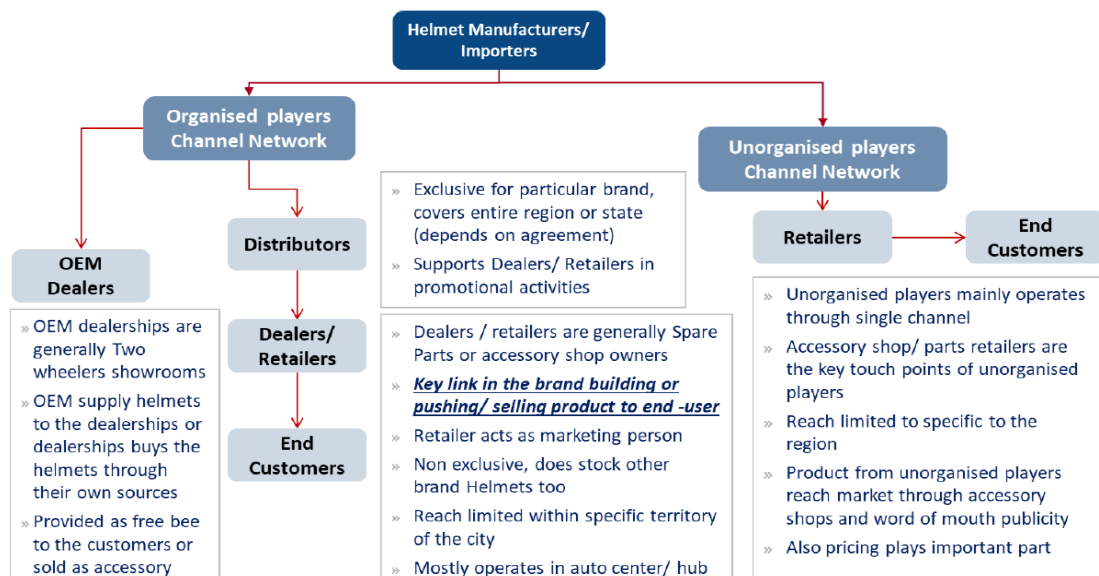 Helmet Manufacturers/
Importers
Organised players
Channel Network
Unorganised players
Channel Network
OEM
Dealers
» OEM dealerships are
generally Two
wheelers showrooms
» OEM supply helmets
to the dealerships or
dealerships buys the
helmets through
their own sources
» Provided as free bee
to the customers or
sold as accessory
Distributors
Dealers/
Retailers
End
Customers
» Exclusive for particular brand,
covers entire region or state
(depends on agreement)
» Supports Dealers/ Retailers in
promotional activities
» Dealers / retailers are generally Spare
Parts or accessory shop owners
» Key link in the brand building or
pushing/ selling product to end -user
» Retailer acts as marketing person
» Non exclusive, does stock other
brand Helmets too
» Reach limited within specific territory
of the city
» Mostly operates in auto center/ hub
Retailers
End
Customers
» Unorganised players mainly operates
through single channel
» Accessory shop/ parts retailers are
the key touch points of unorganised
players
» Reach limited to specific to the
region
» Product from unorganised players
reach market through accessory
shops and word of mouth publicity
» Also pricing plays important part